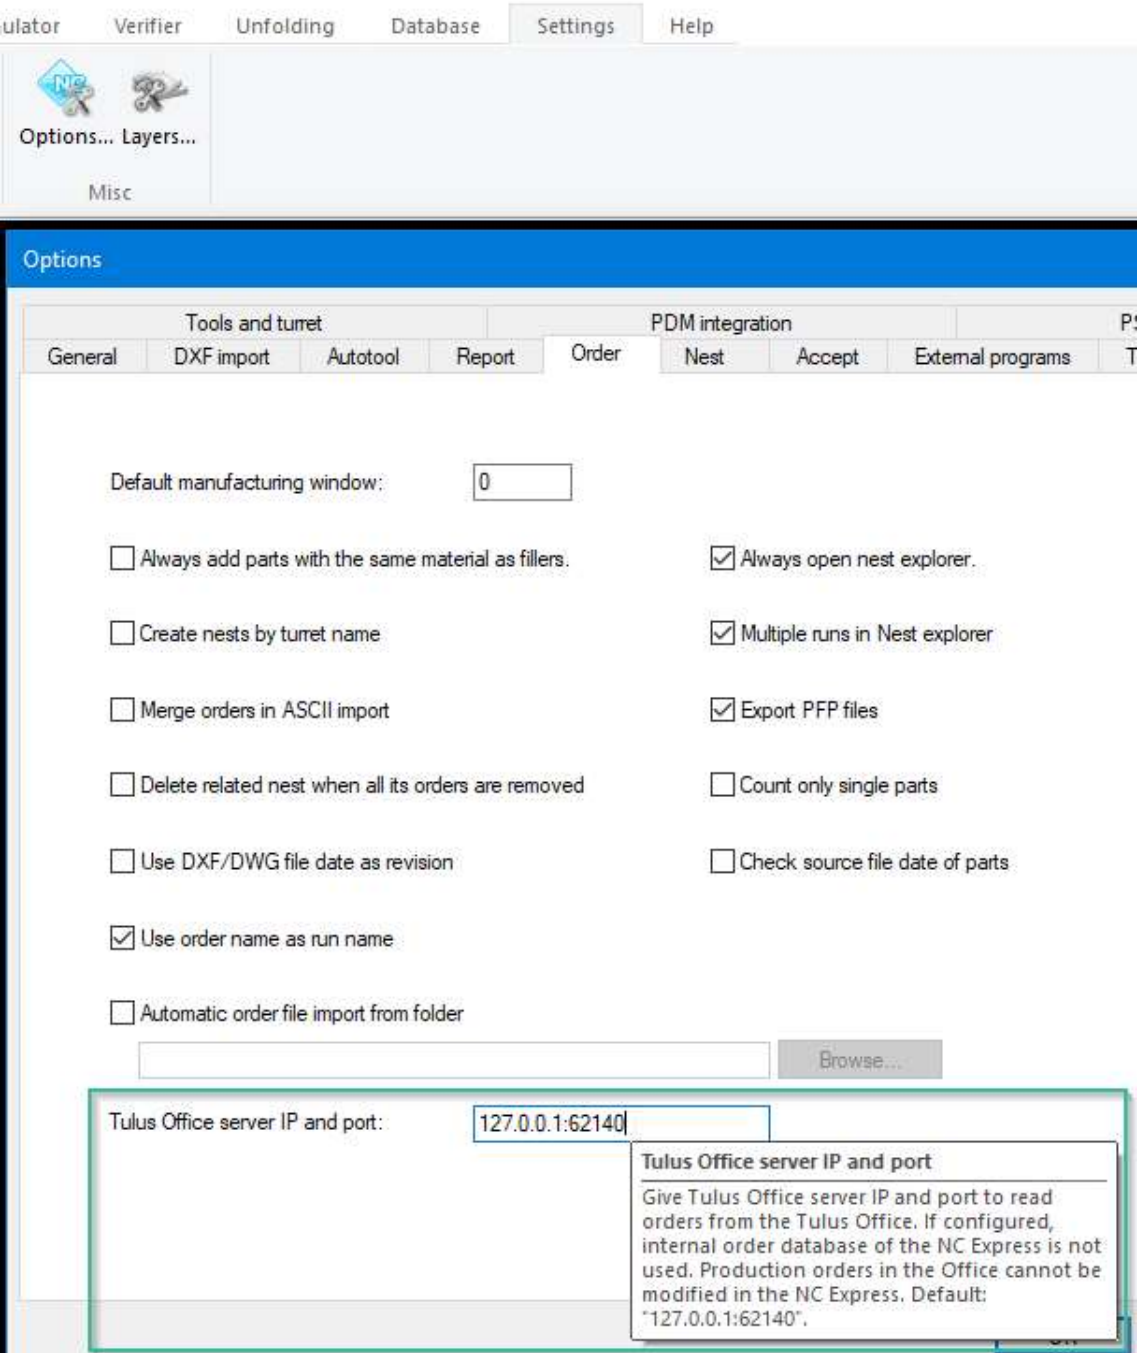 ulator Verifier Unfolding Database Settings Help
Options... Layers...
Misc
Options
Tools and turret PDM integration
General DXF import Autotool Report Order Nest Accept External programs
Default manufacturing window: 0
Always add parts with the same material as fillers. Always open nest explorer.
Create nests by turret name Multiple runs in Nest explorer
Merge orders in ASCII import Export PFP files
Delete related nest when all its orders are removed Count only single parts
Use DXF/DWG file date as revision Check source file date of parts
Use order name as run name
Automatic order file import from folder
Browse...
Tulus Office server IP and port: 127.0.0.1:62140
Tulus Office server IP and port
Give Tulus Office server IP and port to read
orders from the Tulus Office. If configured,
internal order database of the NC Express is not
used. Production orders in the Office cannot be
modified in the NC Express. Default:
"127.0.0.1:62140".